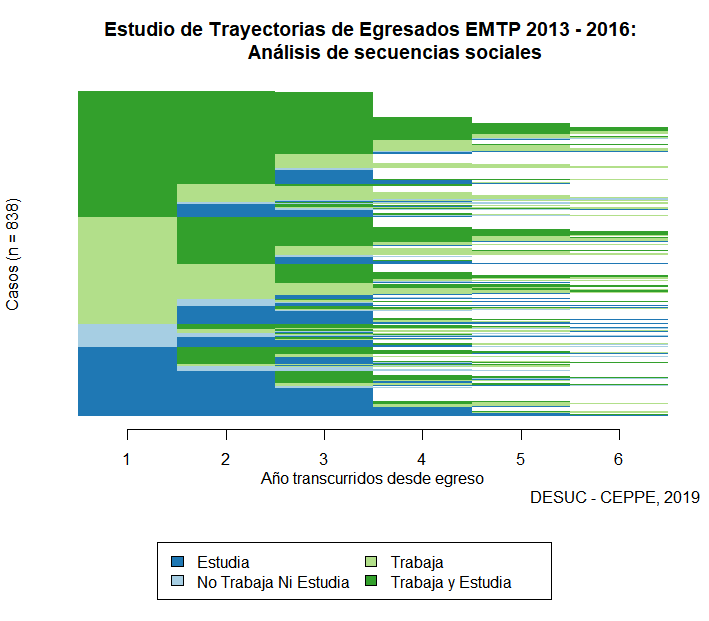 Estudio de Trayectorias de Egresados EMTP 2013 - 2016:
Análisis de secuencias sociales
Casos (n = 838)
1 2 3 4 5 6
Año transcurridos desde egreso
DESUC - CEPPE, 2019
Estudia Trabaja
No Trabaja Ni Estudia Trabaja y Estudia